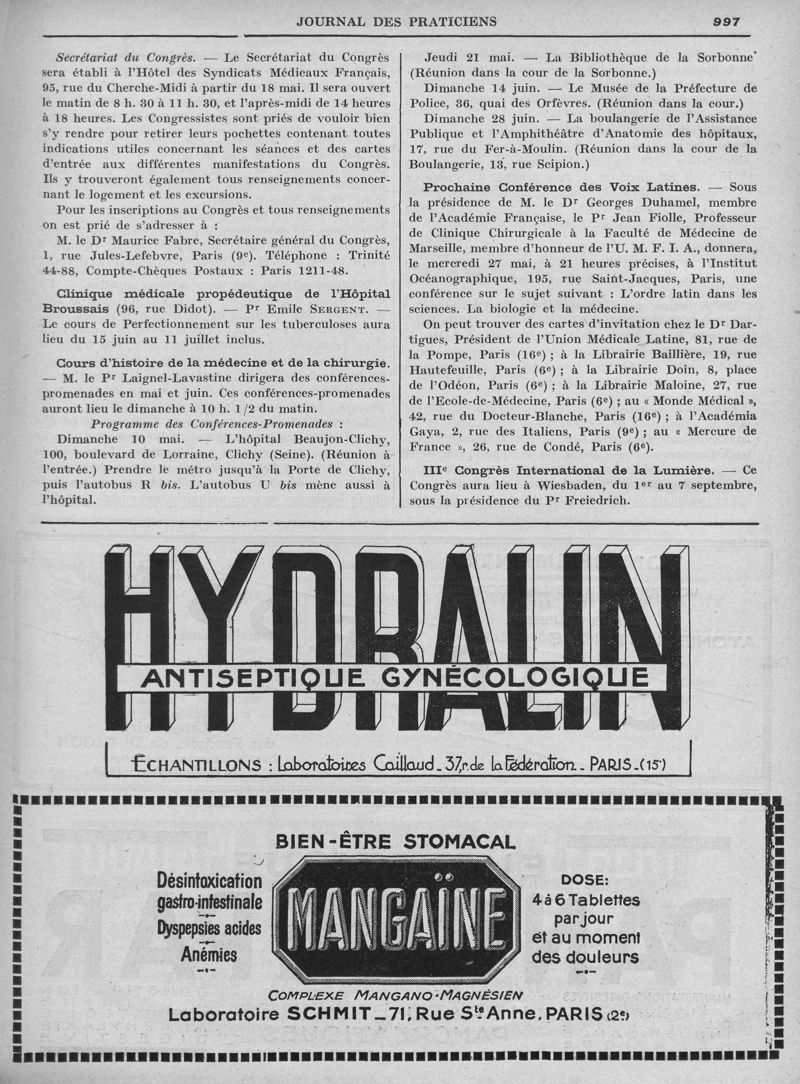 JOURNAL DES PRATICIENS 997
Secrétariat du Congrès. — Le Secrétariat du Congrès
sera établi à l'Hôtel des Syndicats Médicaux Français,
95, rue du Cherche-Midi à partir du 18 mai. Il sera ouvert
le matin de 8 h. 30 à 11 h. 30, et l'après-midi de 14 heures
à 18 heures. Les Congressistes sont priés de vouloir bien
s'y rendre pour retirer leurs pochettes contenant toutes
indications utiles concernant les séances et des cartes
d'entrée aux différentes manifestations du Congrès.
Ils y trouveront également tous renseignements concer-
nant le logement et les excursions.
Pour les inscriptions au Congrès et tous renseignements
on est prié de s'adresser à :
M. le Dr Maurice Fabre, Secrétaire général du Congrès,
1, rue Jules-Lefebvre, Paris (9e). Téléphone : Trinité
44-88, Compte-Chèques Postaux : Paris 1211-48.
Clinique médicale propédeutique de l'Hôpital
Broussais (96, rue Didot). — Pr Emile SERGENT. —
Le cours de Perfectionnement sur les tuberculoses aura
lieu du 15 juin au 11 juillet inclus.
Cours d'histoire de la médecine et de la chirurgie.
— M. le Pr Laignel-Lavastine dirigera des conférences-
promenades en mai et juin. Ces conférences-promenades
auront lieu le dimanche à 10 h. 1/2 du matin.
Programme des Conférences-Promenades :
Dimanche 10 mai. — L'hôpital Beaujon-Clichy,
100, boulevard de Lorraine, Clichy (Seine). (Réunion à
l'entrée.) Prendre le métro jusqu'à la Porte de Clichy,
puis l'autobus R bis. L'autobus U bis mène aussi à
l'hôpital.
Jeudi 21 mai. — La Bibliothèque de la Sorbonne
(Réunion dans la cour de la Sorbonne.)
Dimanche 14 juin. — Le Musée de la Préfecture de
Police, 36, quai des Orfèvres. (Réunion dans la cour.)
Dimanche 28 juin. — La boulangerie de l'Assistance
Publique et l'Amphithéâtre d'Anatomie des hôpitaux,
17, rue du Fer-à-Moulin. (Réunion dans la cour de la
Boulangerie, 13, rue Scipion.)
Prochaine Conférence des Voix Latines. — Sous
la présidence de M. le Dr Georges Duhamel, membre
de l'Académie Française, le Pr Jean Fiolle, Professeur
de Clinique Chirurgicale à la Faculté de Médecine de
Marseille, membre d'honneur de l'U. M. F. I. A., donnera,
le mercredi 27 mai, à 21 heures précises, à l'Institut
Océanographique, 195, rue Saint-Jacques, Paris, une
conférence sur le sujet suivant : L'ordre latin dans les
sciences. La biologie et la médecine.
On peut trouver des cartes d'invitation chez le Dr Dar-
tigues, Président de l'Union Médicale Latine, 81, rue de
la Pompe, Paris (16e) ; à la Librairie Baillière, 19, rue
Hautefeuille, Paris (6e) ; à la Librairie Doin, 8, place
de l'Odéon, Paris (6e) ; à la Librairie Maloine, 27, rue
de l'Ecole-de-Médecine, Paris (6e) ; au « Monde Médical »,
42, rue du Docteur-Blanche, Paris (16e) ; à l'Académia
Gaya, 2, rue des Italiens, Paris (9e) ; au « Mercure de
France », 26, rue de Condé, Paris (6e).
IIIe Congrès International de la Lumière. — Ce
Congrès aura lieu à Wiesbaden, du 1er au 7 septembre,
sous la présidence du Pr Freiedrich.
HYDRALIN
ANTISEPTIQUE GYNÉCOLOGIQUE
ÉCHANTILLONS : Laboratoires Caillaud_37,r.de la Fédération_PARIS_(15e)
BIEN-ÊTRE STOMACAL
Désintoxication
gastro-intestinale
Dyspepsies acides
Anémies
MANGAÏNE
DOSE:
4 à 6 Tablettes
par jour
et au moment
des douleurs
COMPLEXE MANGANO-MAGNÉSIEN
Laboratoire SCHMIT_71, Rue Ste Anne. PARIS (2e)